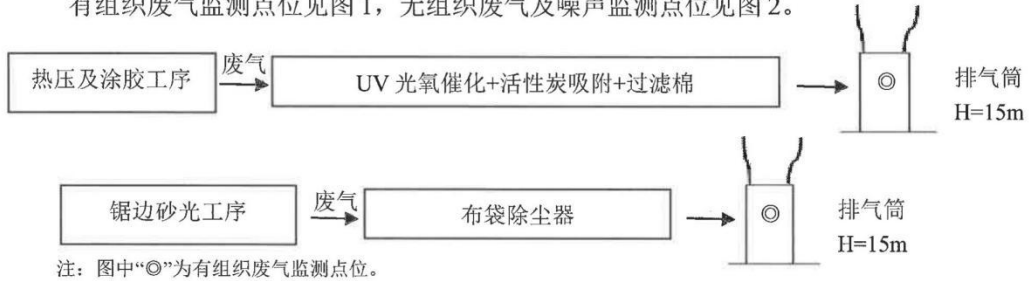 有组织废气监测点位见图1，无组织废气及噪声监测点位见图2。
热压及涂胶工序
废气
UV光氧催化+活性炭吸附+过滤棉
◎
排气筒
H=15m
锯边砂光工序
废气
布袋除尘器
◎
排气筒
H=15m
注：图中“◎”为有组织废气监测点位。